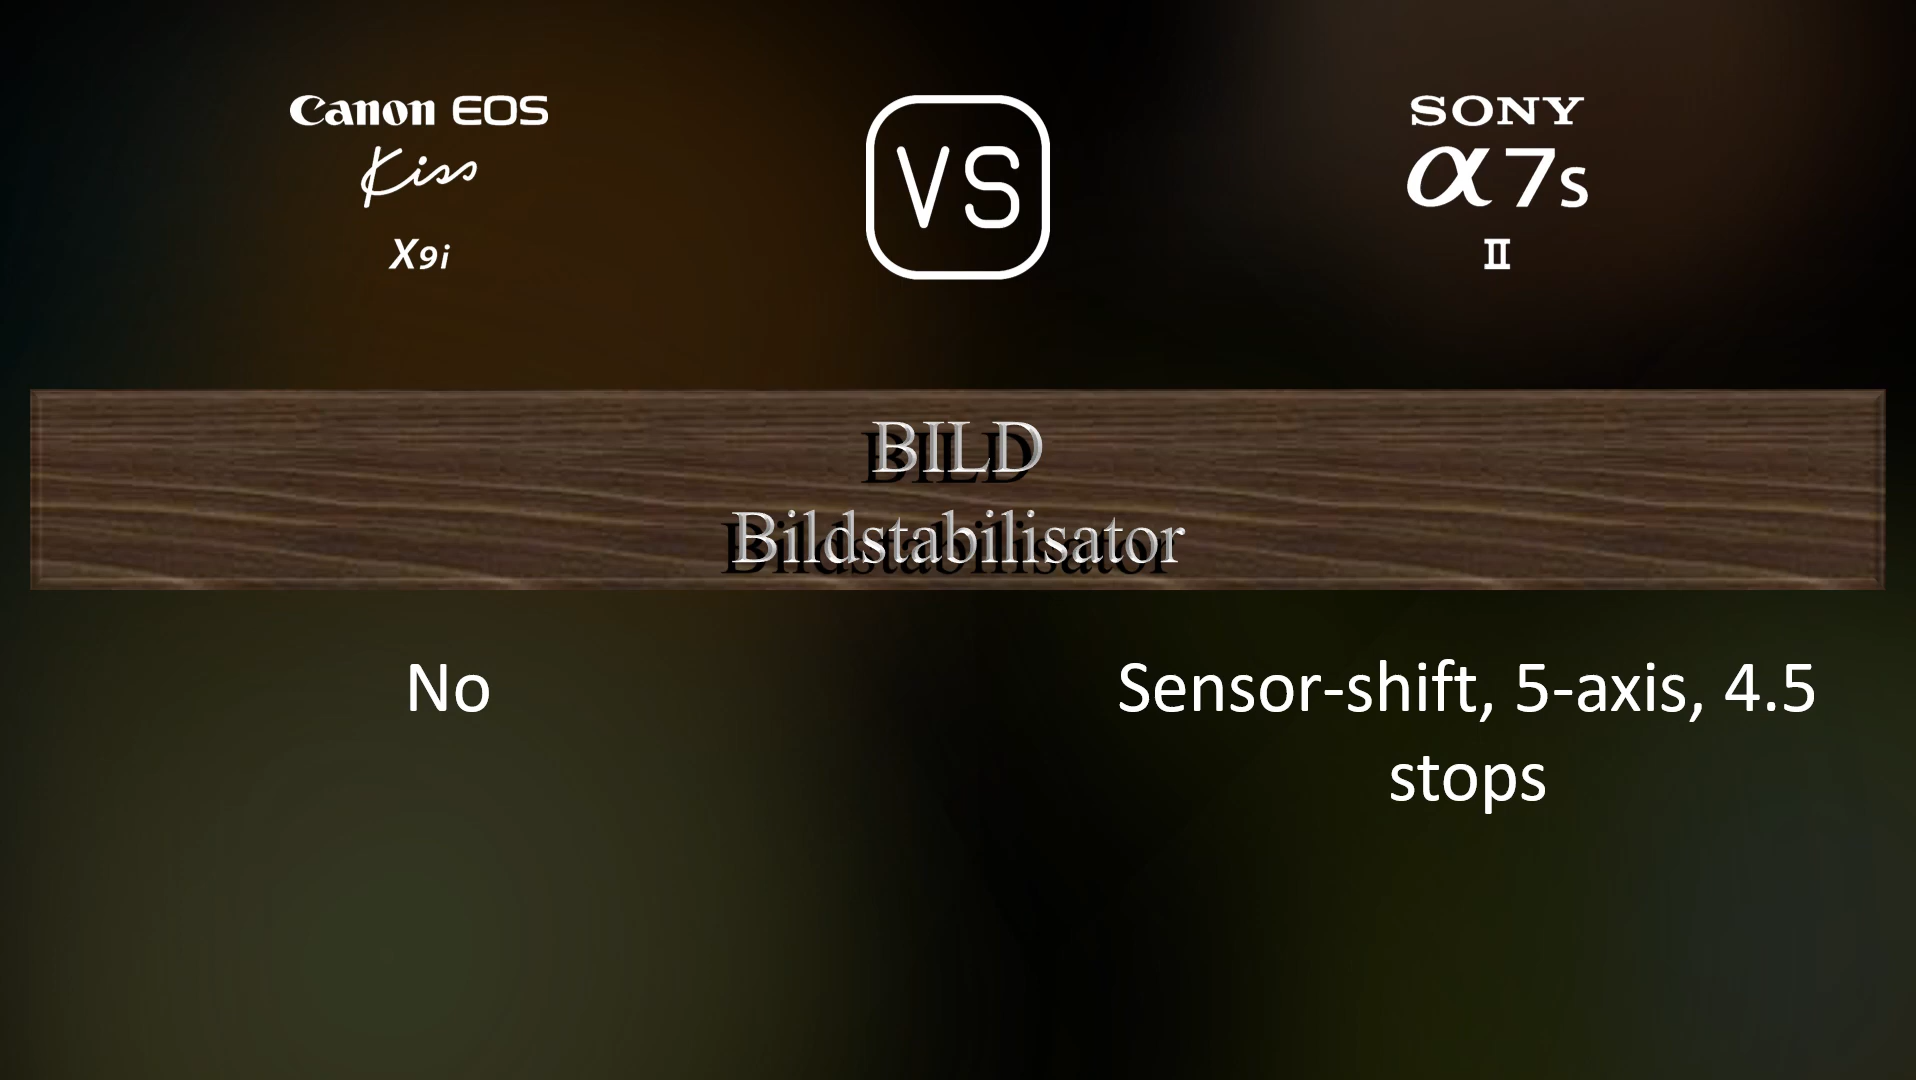 Canon EOS
Kiss
X9i
VS
SONY
α7s
II
BILD
Bildstabilisator
No
Sensor-shift, 5-axis, 4.5
stops